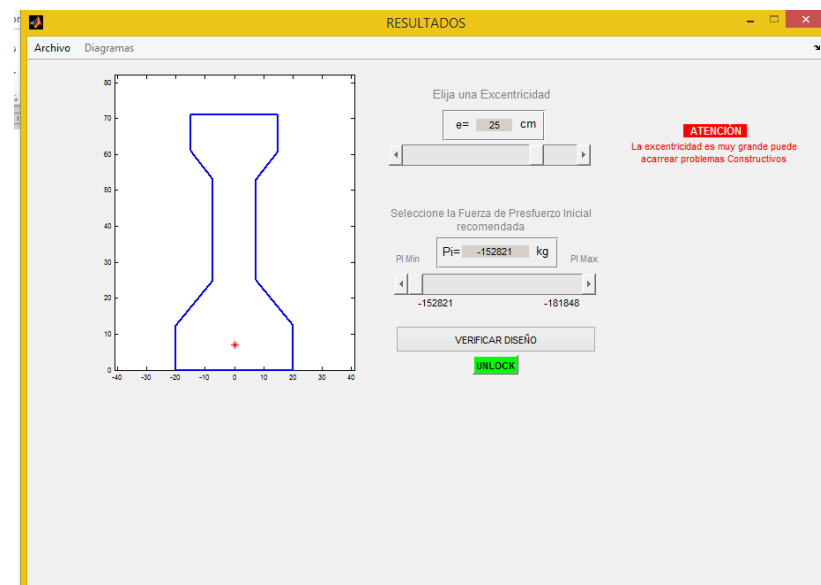 RESULTADOS
Archivo Diagramas
Elija una Excentricidad
e= 25 cm
ATENCIÓN
La excentricidad es muy grande puede
acarrear problemas Constructivos
Seleccione la Fuerza de Presfuerzo Inicial
recomendada
PI Min Pi= -152821 kg PI Max
-152821 -181848
VERIFICAR DISEÑO
UNLOCK
80
70
60
50
40
30
20
10
0
-40 -30 -20 -10 0 10 20 30 40